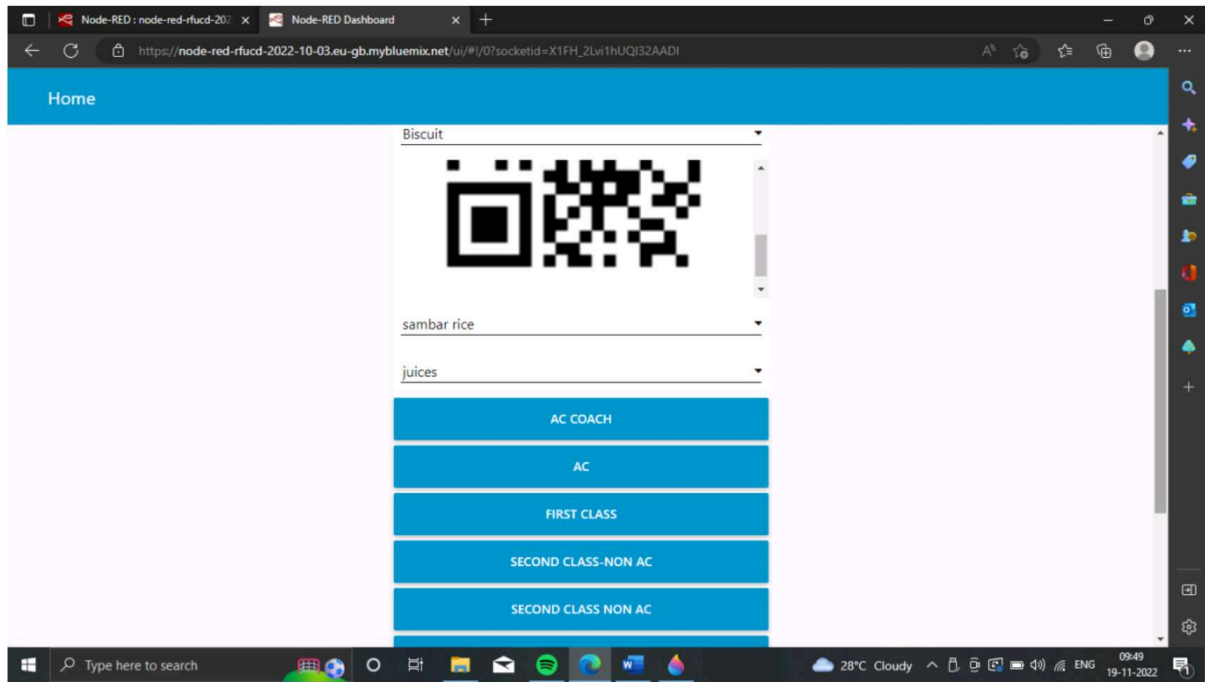 Node-RED : node-red-rfucd-202
Node-RED Dashboard
https://node-red-rfucd-2022-10-03.eu-gb.mybluemix.net/ui/#!/0?socketid=X1FH_2Lvi1hUQI32AADI
Home
Biscuit
sambar rice
juices
AC COACH
AC
FIRST CLASS
SECOND CLASS-NON AC
SECOND CLASS NON AC
Type here to search
28°C Cloudy
ENG
09:49
19-11-2022